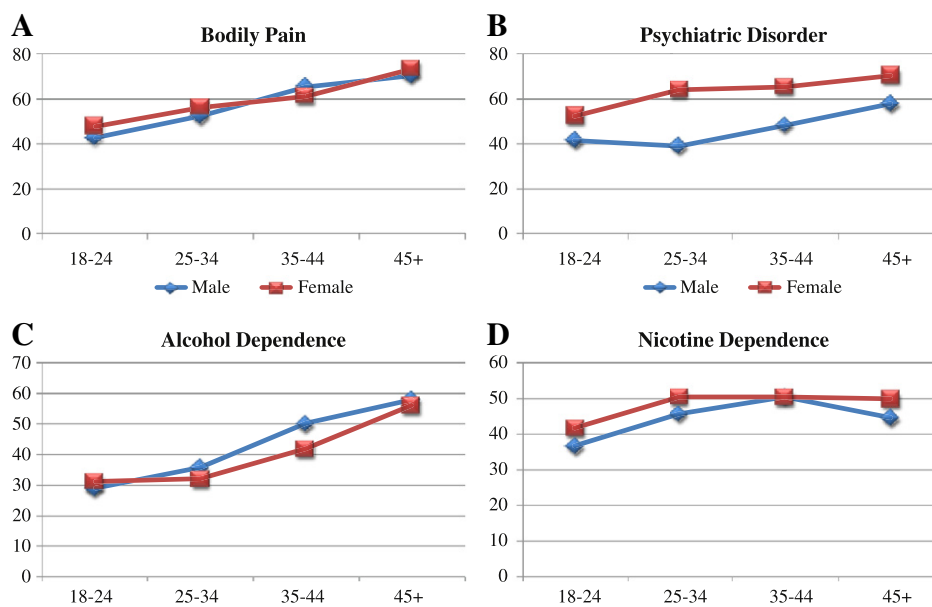 A
Bodily Pain
80
60
40
20
0
18-24 25-34 35-44 45+
Male Female
B
Psychiatric Disorder
80
60
40
20
0
18-24 25-34 35-44 45+
Male Female
C
Alcohol Dependence
70
60
50
40
30
20
10
0
18-24 25-34 35-44 45+
D
Nicotine Dependence
60
50
40
30
20
10
0
18-24 25-34 35-44 45+